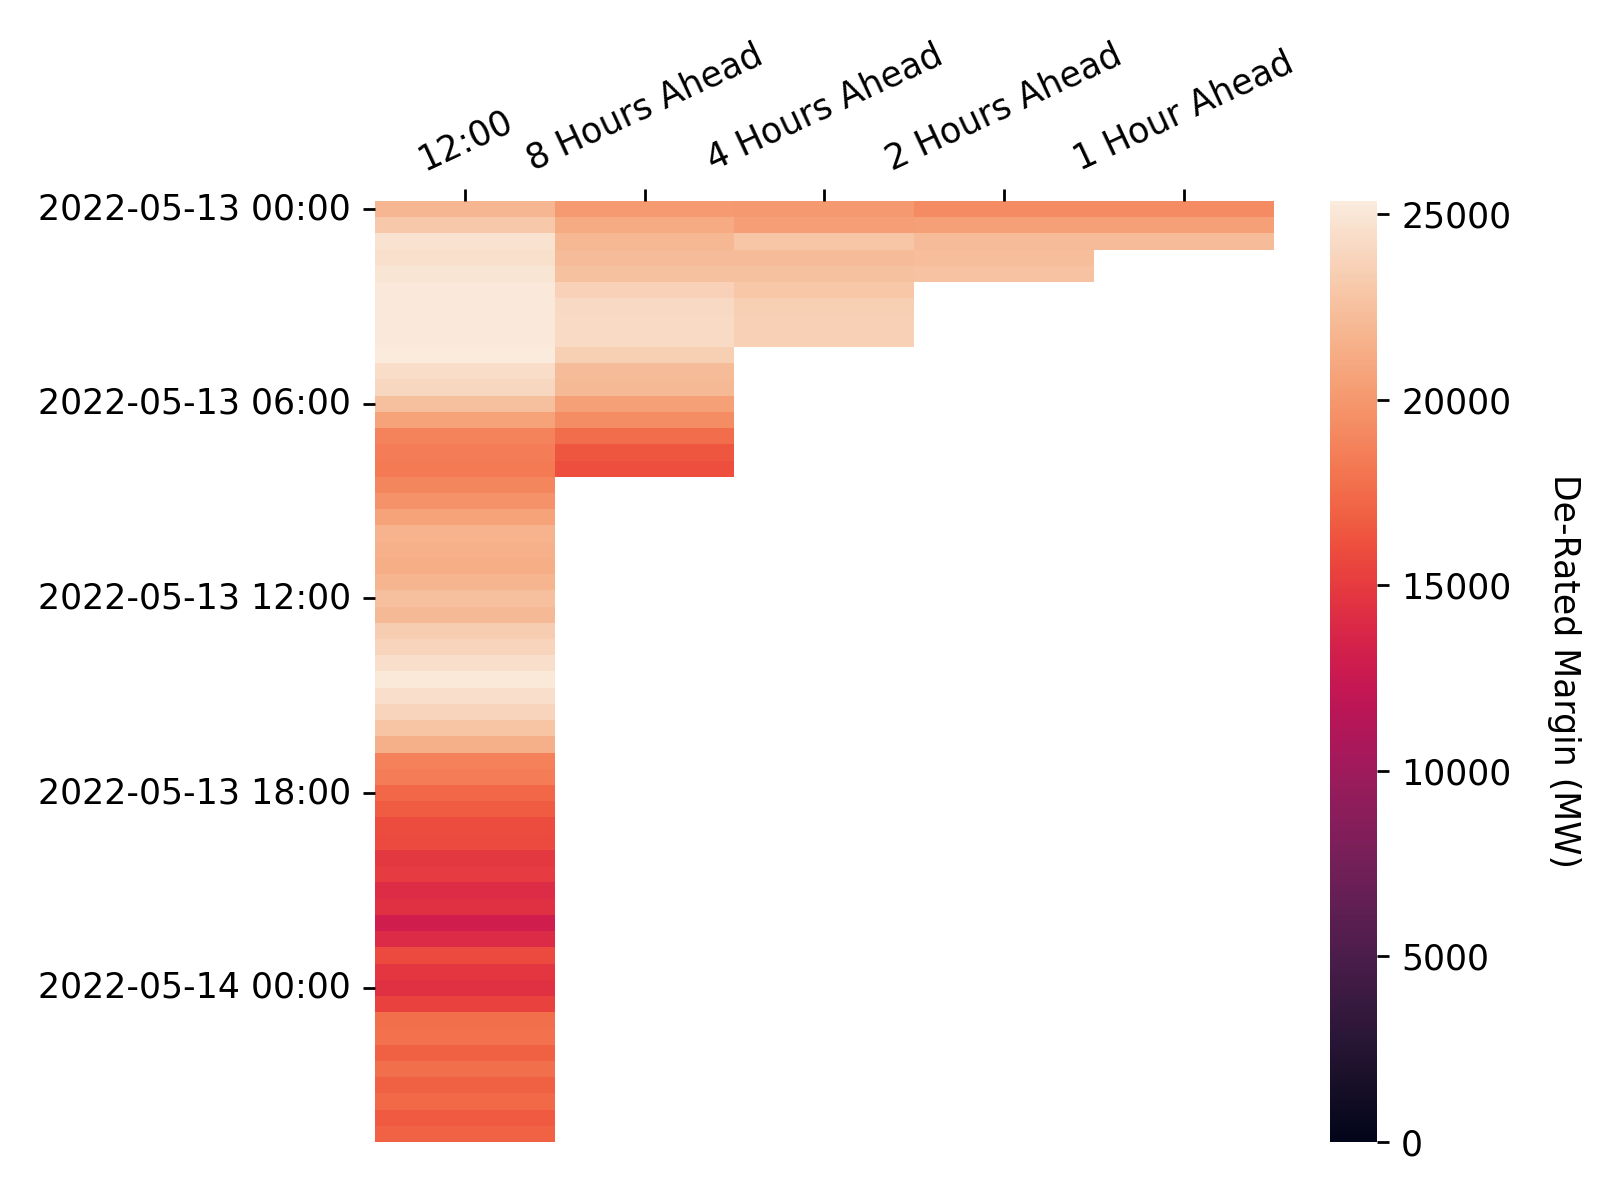 12:00
8 Hours Ahead
4 Hours Ahead
2 Hours Ahead
1 Hour Ahead
2022-05-13 00:00
2022-05-13 06:00
2022-05-13 12:00
2022-05-13 18:00
2022-05-14 00:00
25000
20000
15000
10000
5000
0
De-Rated Margin (MW)